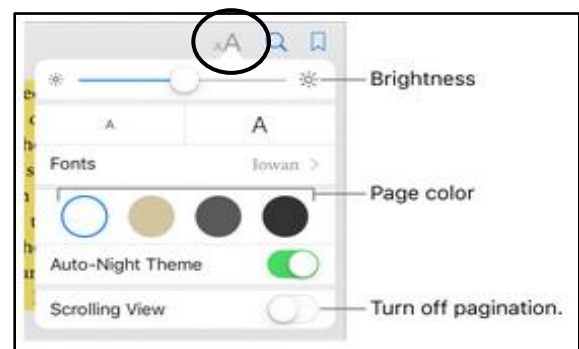 AA
Brightness
A A
Fonts Iowan >
Page color
Auto-Night Theme
Scrolling View
Turn off pagination.